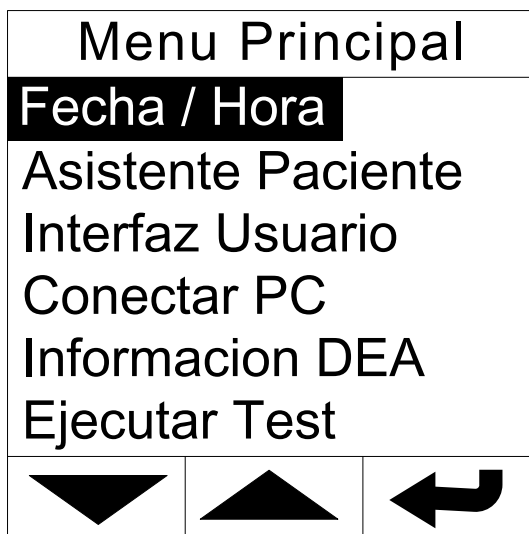 Menu Principal
Fecha / Hora
Asistente Paciente
Interfaz Usuario
Conectar PC
Informacion DEA
Ejecutar Test